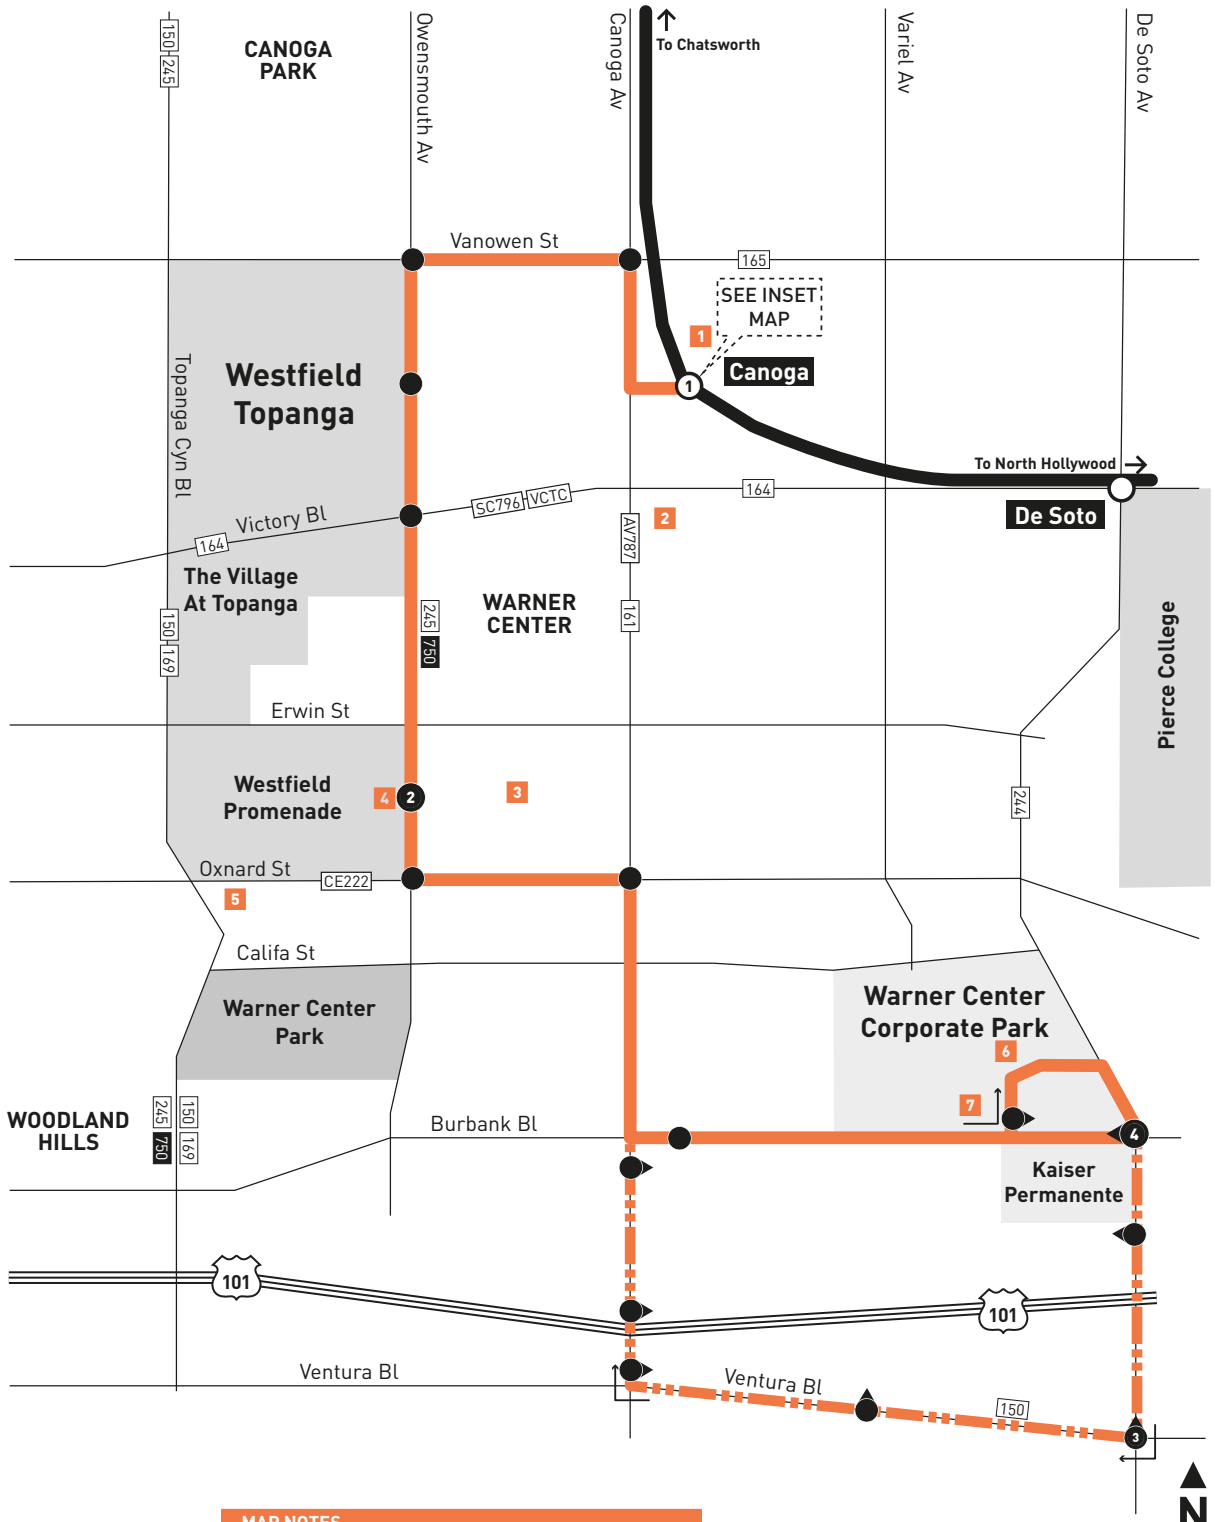 150
245
CANOGA
PARK
Owensmouth Av
Canoga Av
To Chatsworth
Variel Av
De Soto Av
Vanowen St
165
SEE INSET
MAP
1
1
Canoga
Topanga Cyn Bl
Westfield
Topanga
To North Hollywood
De Soto
164
SC796
VCTC
Victory Bl
164
2
AV787
The Village
At Topanga
WARNER
CENTER
245
750
161
150
169
Pierce College
Erwin St
Westfield
Promenade
4
2
3
244
Oxnard St
CE222
5
Califa St
Warner Center
Park
Warner Center
Corporate Park
6
7
WOODLAND
HILLS
245
750
150
169
Burbank Bl
4
Kaiser
Permanente
101
101
Ventura Bl
Ventura Bl
150
3
N
MAP NOTES